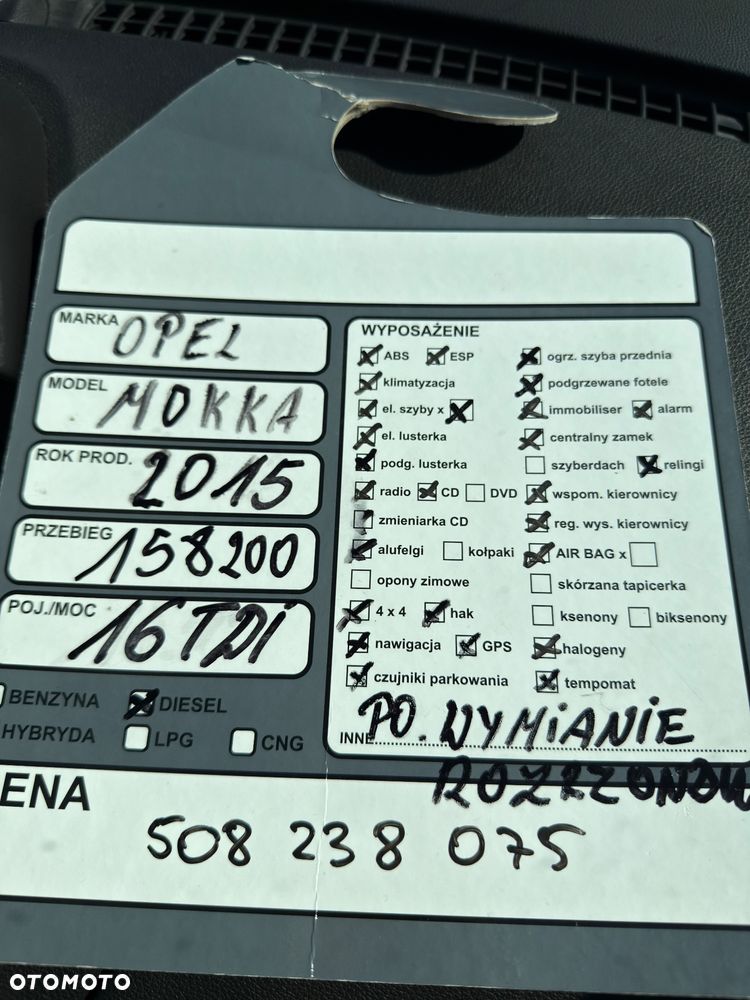 MARKA OPEL
MODEL MOKKA
ROK PROD. 2015
PRZEBIEG 158200
POJ./MOC 16TDI
BENZYNA DIESEL
HYBRYDA LPG CNG
WYPOSAŻENIE
ABS ESP ogrz. szyba przednia
klimatyzacja podgrzewane fotele
el. szyby x immobiliser alarm
el. lusterka centralny zamek
podg. lusterka szyberdach relingi
radio CD DVD wspom. kierownicy
zmieniarka CD reg. wys. kierownicy
alufelgi kołpaki AIR BAG x
opony zimowe skórzana tapicerka
4 x 4 hak ksenony biksenony
nawigacja GPS halogeny
czujniki parkowania tempomat
INNE PO. WYMIANIE
ENA
508 238 075
OTOMOTO